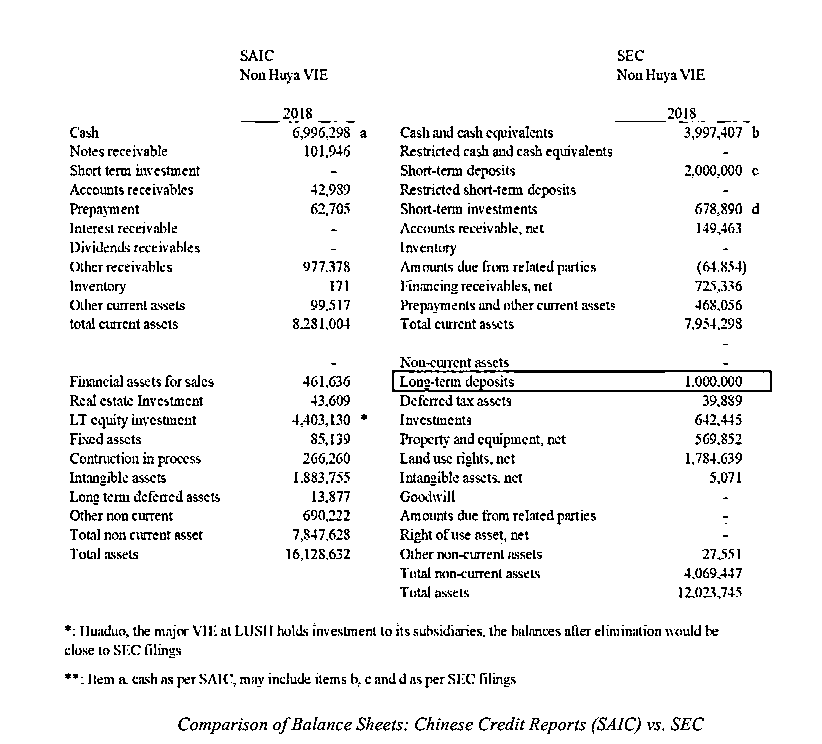 SAIC SEC
Non Huya VIE Non Huya VIE
2018 2018
Cash 6,996,298 a Cash and cash equivalents 3,997,407 b
Notes receivable 101,946 Restricted cash and cash equivalents -
Short term investment - Short-term deposits 2,000,000 c
Accounts receivables 42,989 Restricted short-term deposits -
Prepayment 62,705 Short-term investments 678,890 d
Interest receivable - Accounts receivable, net 149,463
Dividends receivables - Inventory -
Other receivables 977,378 Amounts due from related parties (64,854)
Inventory 171 Financing receivables, net 725,336
Other current assets 99,517 Prepayments and other current assets 468,056
total current assets 8,281,004 Total current assets 7,954,298
-
- Non-current assets -
Financial assets for sales 461,636 Long-term deposits 1,000,000
Real estate Investment 43,609 Deferred tax assets 39,889
LT equity investment 4,403,130 * Investments 642,445
Fixed assets 85,139 Property and equipment, net 569,852
Contruction in process 266,260 Land use rights, net 1,784,639
Intangible assets 1,883,755 Intangible assets, net 5,071
Long term deferred assets 13,877 Goodwill -
Other non current 690,222 Amounts due from related parties -
Total non current asset 7,847,628 Right of use asset, net -
Total assets 16,128,632 Other non-current assets 27,551
Total non-current assets 4,069,447
Total assets 12,023,745
*: Huaduo, the major VIE at LUSH holds investment to its subsidiaries, the balances after elimination would be
close to SEC filings
**: Item a cash as per SAIC, may include items b, c and d as per SEC filings
Comparison of Balance Sheets: Chinese Credit Reports (SAIC) vs. SEC